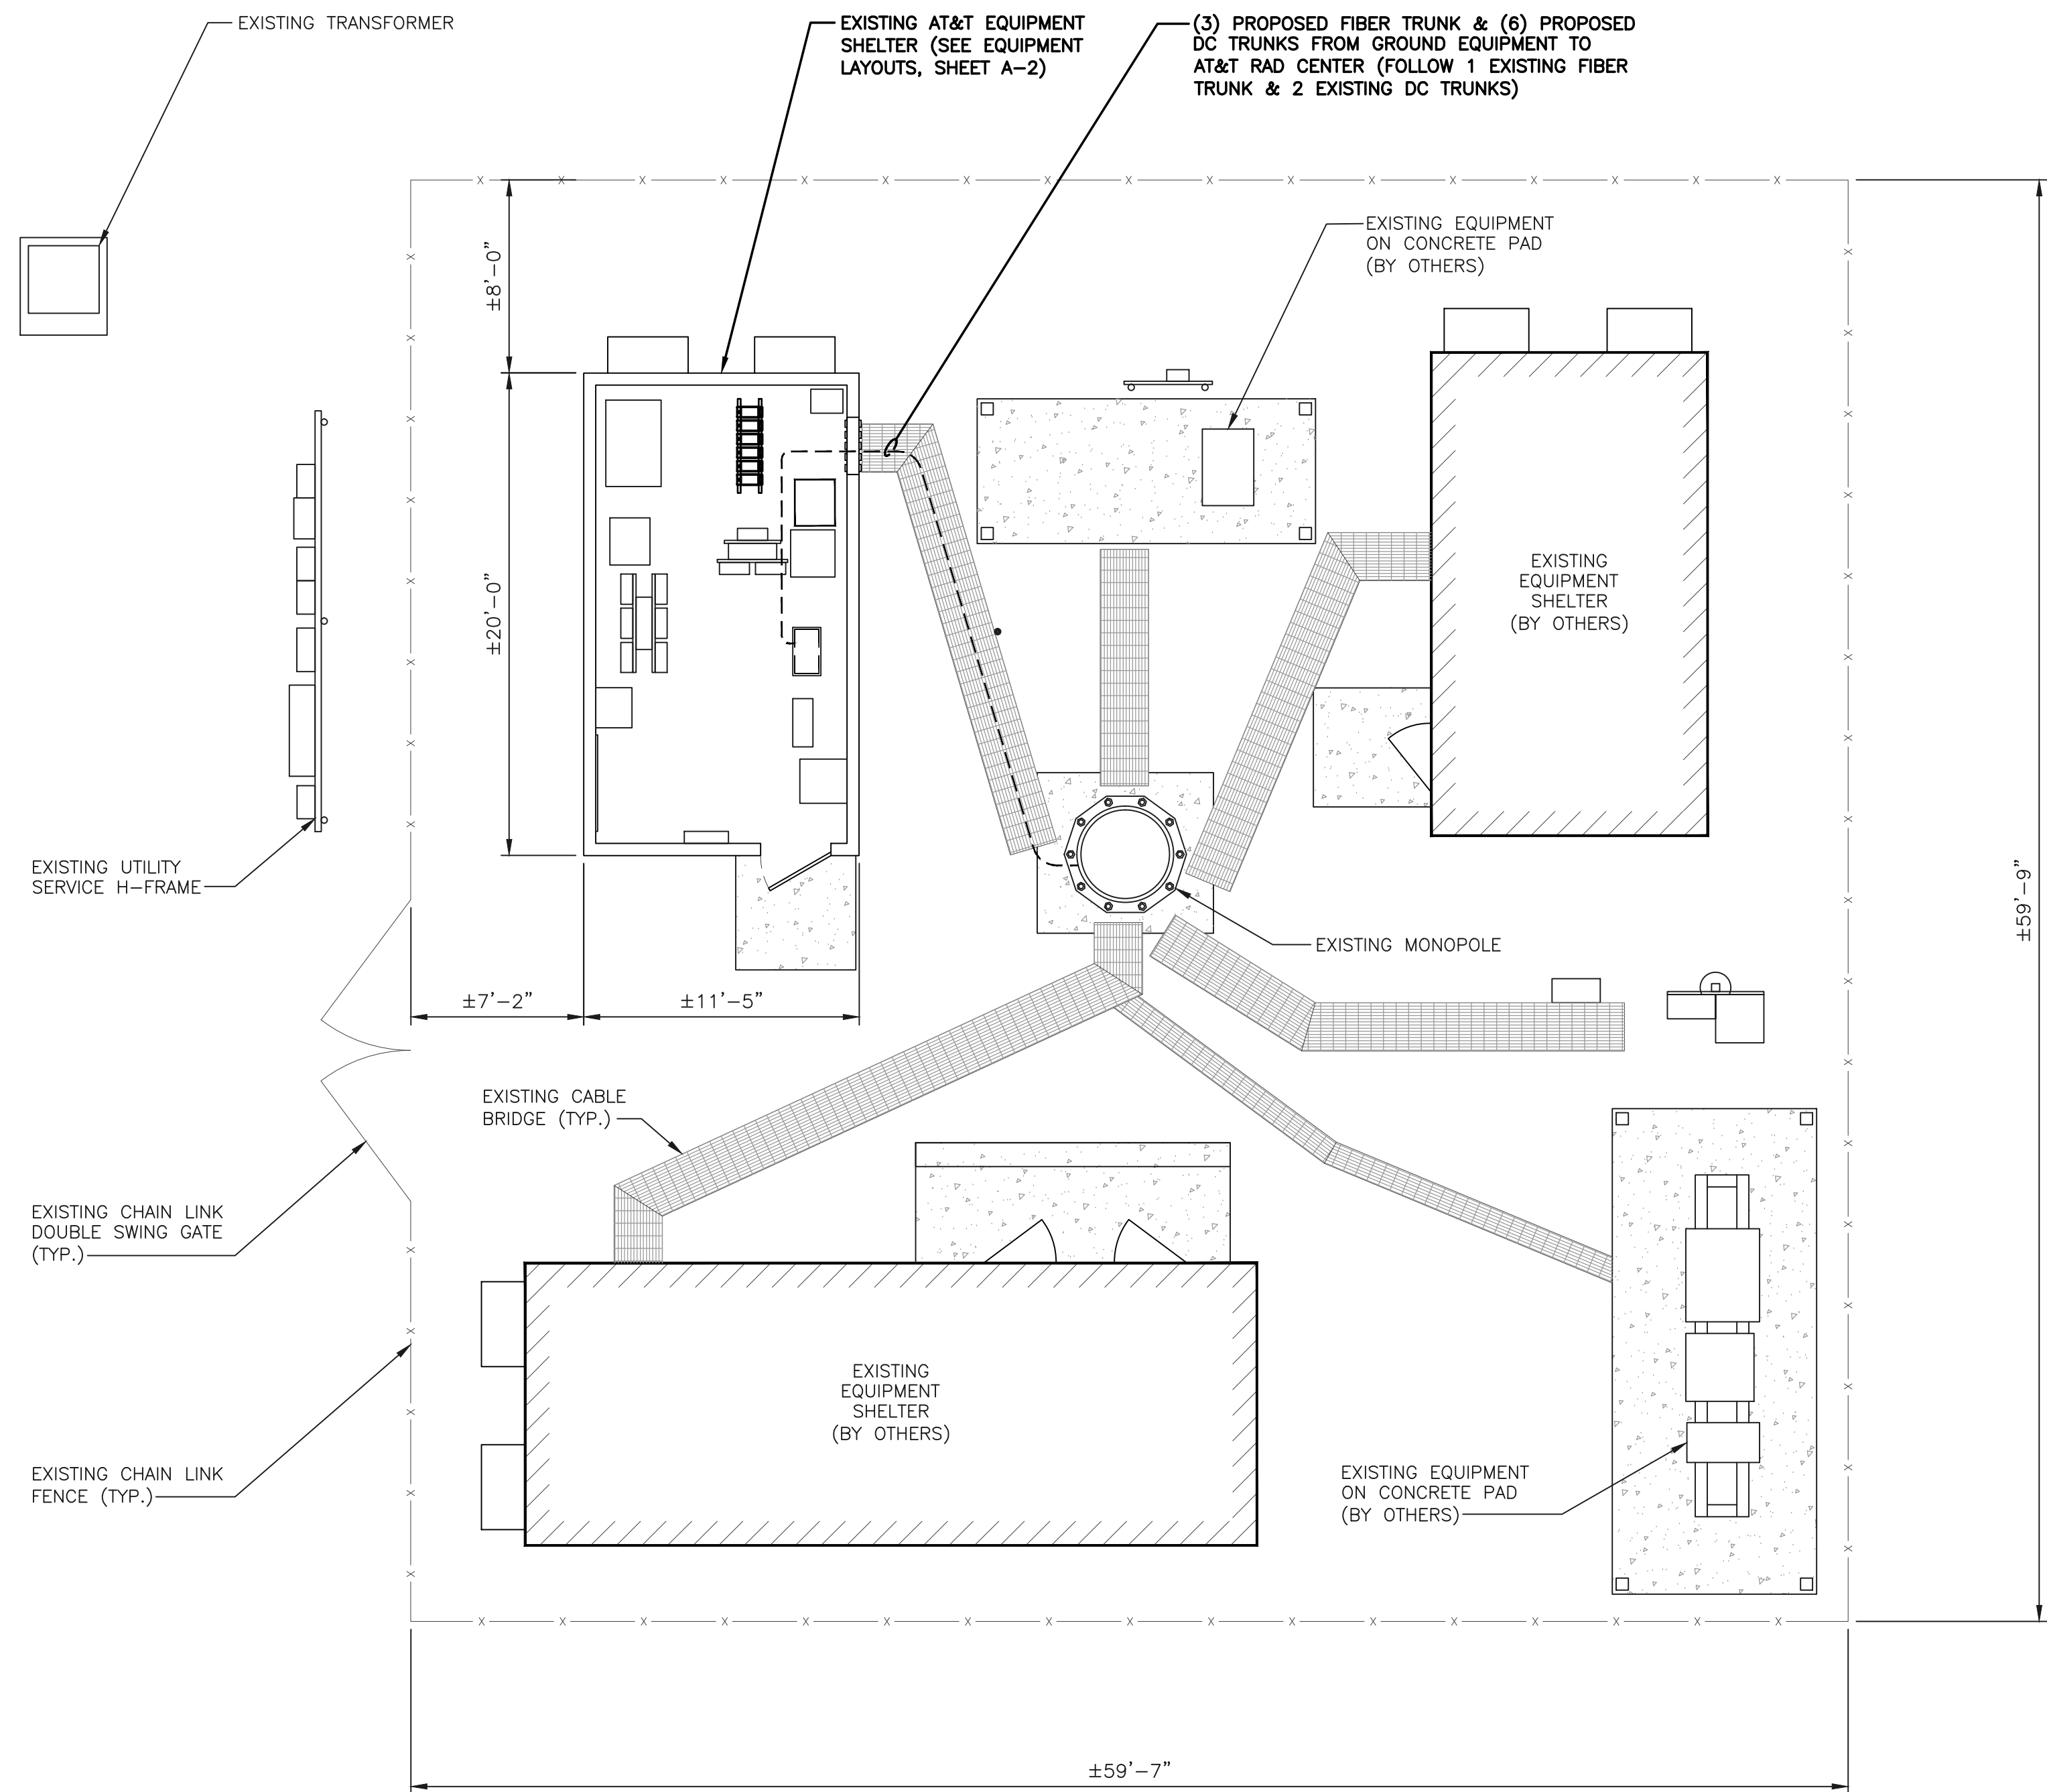 EXISTING TRANSFORMER
EXISTING AT&T EQUIPMENT
SHELTER (SEE EQUIPMENT
LAYOUTS, SHEET A-2)
(3) PROPOSED FIBER TRUNK & (6) PROPOSED
DC TRUNKS FROM GROUND EQUIPMENT TO
AT&T RAD CENTER (FOLLOW 1 EXISTING FIBER
TRUNK & 2 EXISTING DC TRUNKS)
±8'-0"
EXISTING EQUIPMENT
ON CONCRETE PAD
(BY OTHERS)
±20'-0"
EXISTING
EQUIPMENT
SHELTER
(BY OTHERS)
EXISTING UTILITY
SERVICE H-FRAME
±59'-9"
EXISTING MONOPOLE
±7'-2"
±11'-5"
EXISTING CABLE
BRIDGE (TYP.)
EXISTING CHAIN LINK
DOUBLE SWING GATE
(TYP.)
EXISTING
EQUIPMENT
SHELTER
(BY OTHERS)
EXISTING CHAIN LINK
FENCE (TYP.)
EXISTING EQUIPMENT
ON CONCRETE PAD
(BY OTHERS)
±59'-7"